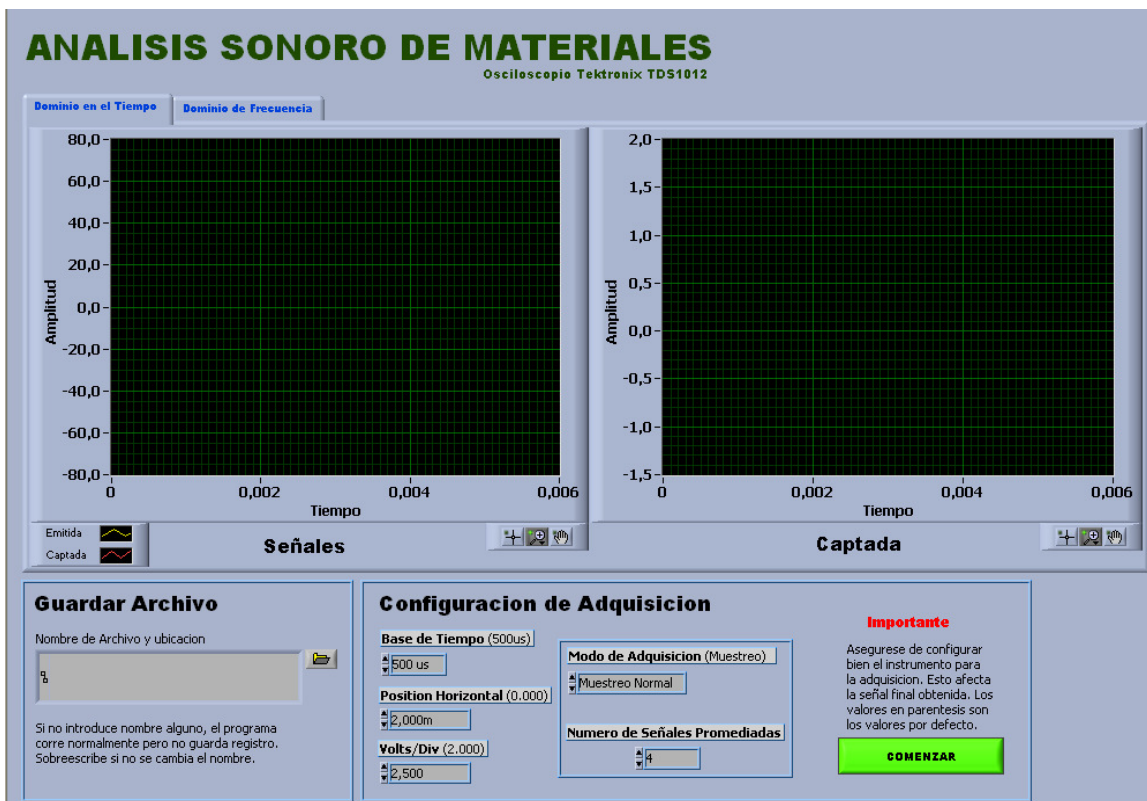 ANALISIS SONORO DE MATERIALES
Osciloscopio Tektronix TDS1012
Dominio en el Tiempo
Dominio de Frecuencia
80,0
60,0
40,0
20,0
0,0
-20,0
-40,0
-60,0
-80,0
Amplitud
0
0,002
0,004
0,006
Tiempo
Emitida
Captada
Señales
2,0
1,5
1,0
0,5
0,0
-0,5
-1,0
-1,5
Amplitud
0
0,002
0,004
0,006
Tiempo
Captada
Guardar Archivo
Nombre de Archivo y ubicacion
Si no introduce nombre alguno, el programa
corre normalmente pero no guarda registro.
Sobreescribe si no se cambia el nombre.
Configuracion de Adquisicion
Base de Tiempo (500us)
500 us
Position Horizontal (0.000)
2,000m
Volts/Div (2.000)
2,500
Modo de Adquisicion (Muestreo)
Muestreo Normal
Numero de Señales Promediadas
4
Importante
Asegurese de configurar
bien el instrumento para
la adquisicion. Esto afecta
la señal final obtenida. Los
valores en parentesis son
los valores por defecto.
COMENZAR